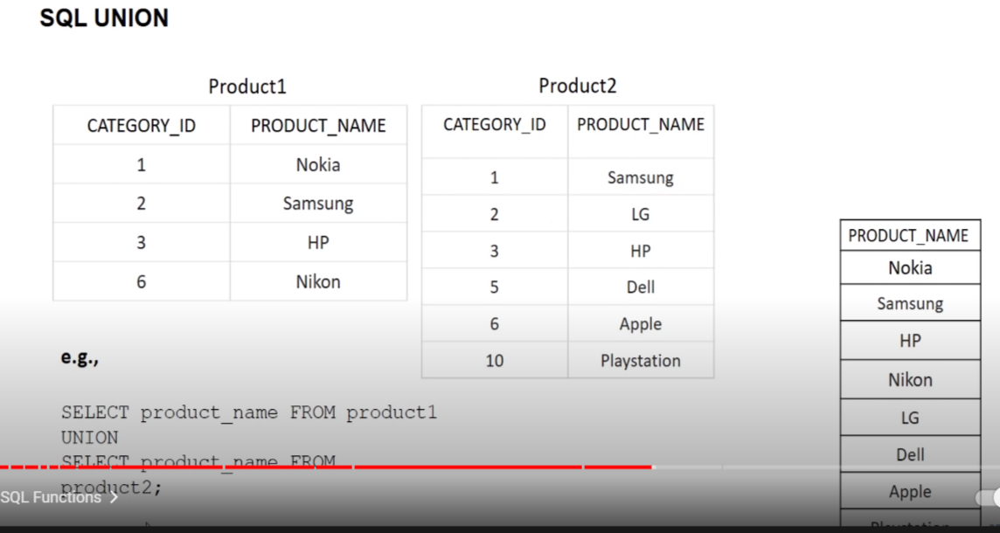 SQL UNION
Product1
CATEGORY_ID PRODUCT_NAME
1 Nokia
2 Samsung
3 HP
6 Nikon
Product2
CATEGORY_ID PRODUCT_NAME
1 Samsung
2 LG
3 HP
5 Dell
6 Apple
10 Playstation
PRODUCT_NAME
Nokia
Samsung
HP
Nikon
LG
Dell
Apple
Playstation
e.g.,
SELECT product_name FROM product1
UNION
SELECT product_name FROM
product2;
SQL Functions >